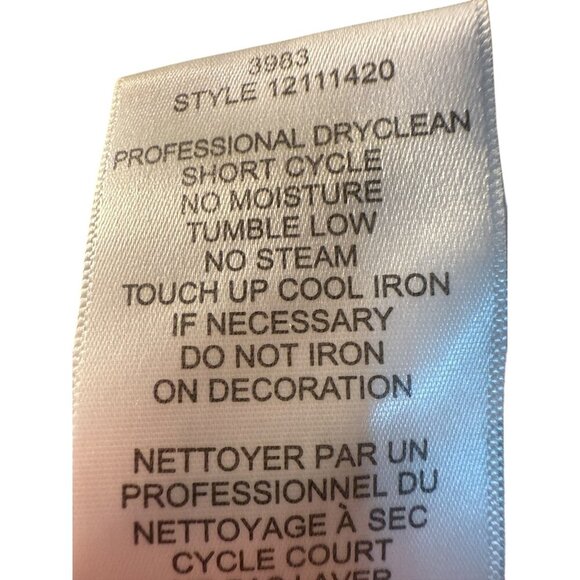 3983
STYLE 12111420
PROFESSIONAL DRYCLEAN
SHORT CYCLE
NO MOISTURE
TUMBLE LOW
NO STEAM
TOUCH UP COOL IRON
IF NECESSARY
DO NOT IRON
ON DECORATION
NETTOYER PAR UN
PROFESSIONNEL DU
NETTOYAGE À SEC
CYCLE COURT
LAVER